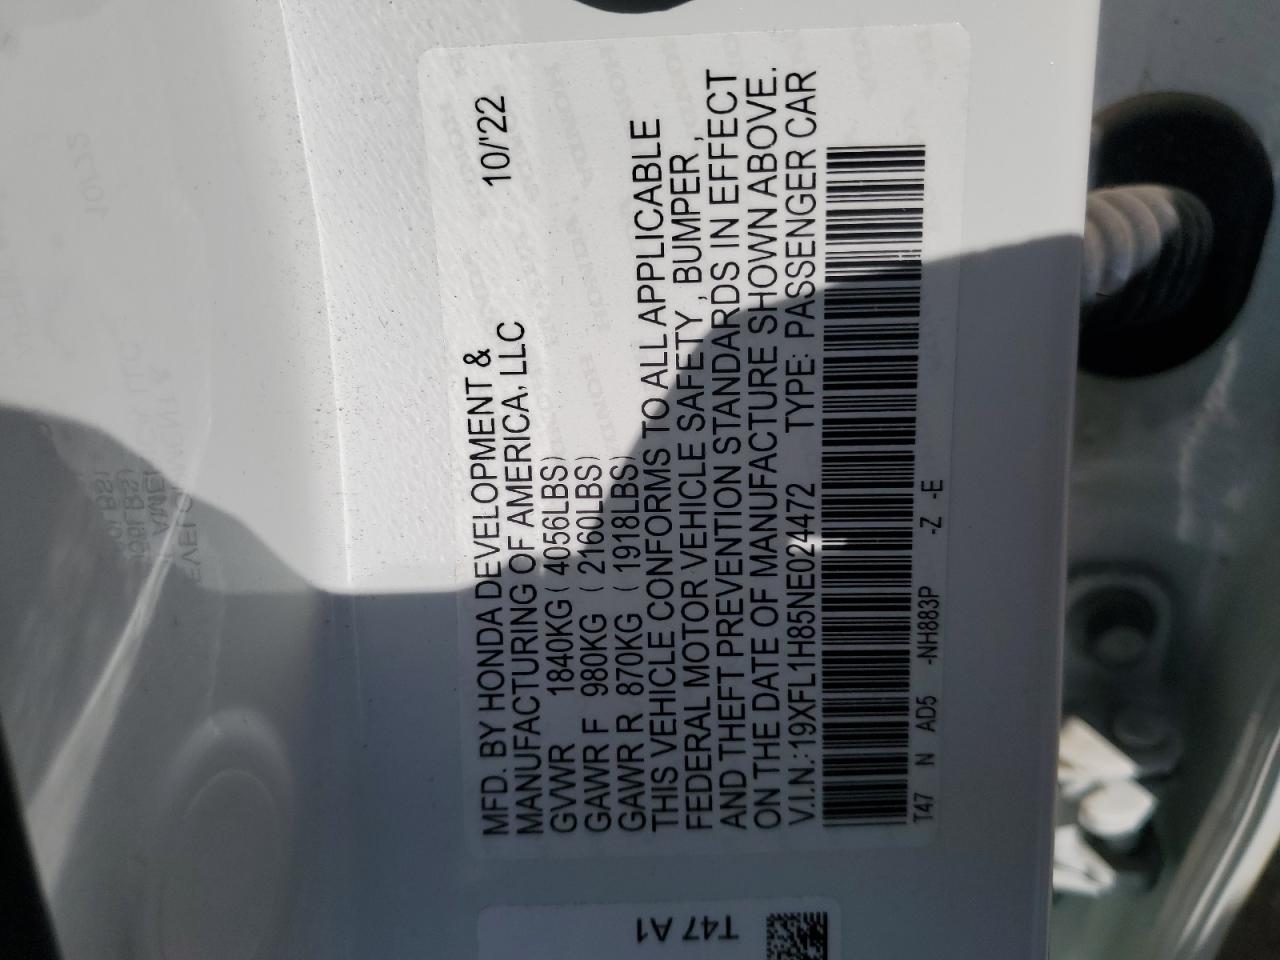 MFD. BY HONDA DEVELOPMENT & 10/'22
MANUFACTURING OF AMERICA, LLC
GVWR 1840KG ( 4056LBS)
GAWR F 980KG ( 2160LBS)
GAWR R 870KG ( 1918LBS)
THIS VEHICLE CONFORMS TO ALL APPLICABLE
FEDERAL MOTOR VEHICLE SAFETY , BUMPER ,
AND THEFT PREVENTION STANDARDS IN EFFECT
ON THE DATE OF MANUFACTURE SHOWN ABOVE.
V.I.N.:19XFL1H85NE024472 TYPE: PASSENGER CAR
T47 N AD5 -NH883P -Z -E
T47 A1